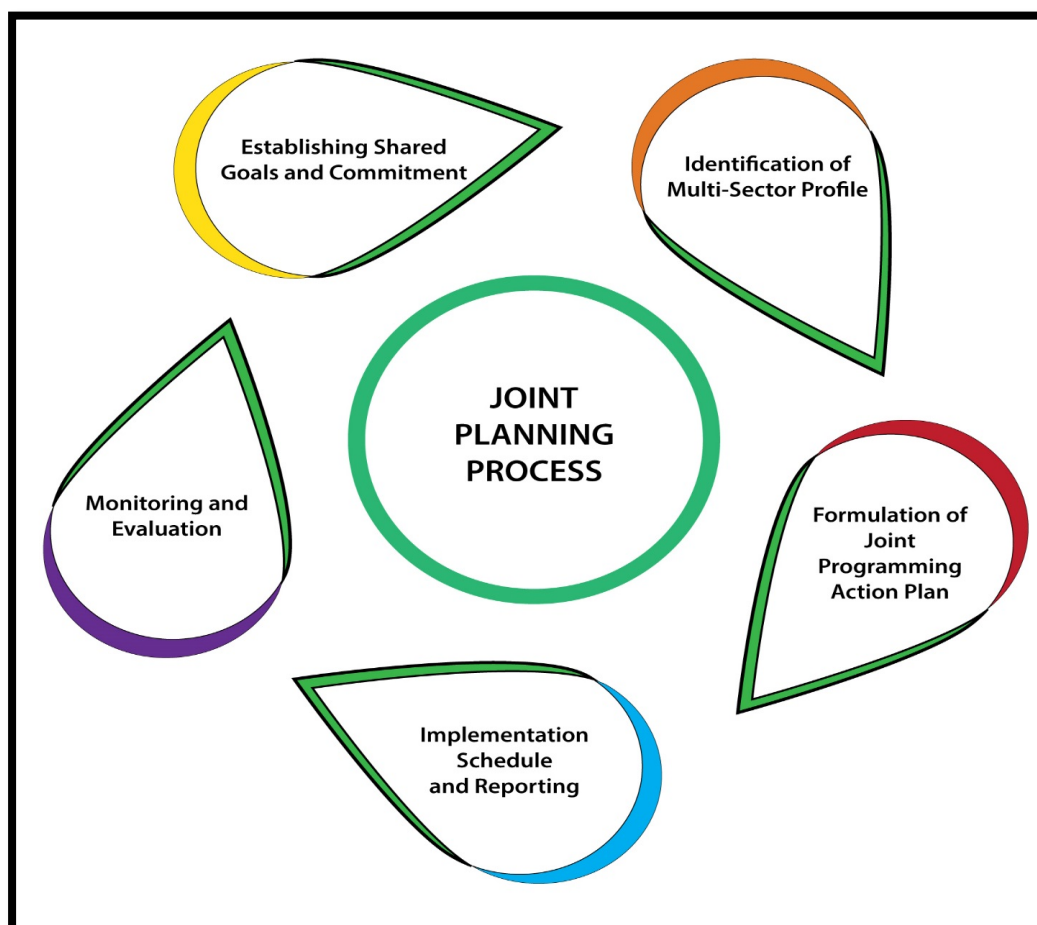 Establishing Shared
Goals and Commitment
Identification of
Multi-Sector Profile
JOINT
PLANNING
PROCESS
Formulation of
Joint
Programming
Action Plan
Implementation
Schedule
and Reporting
Monitoring and
Evaluation